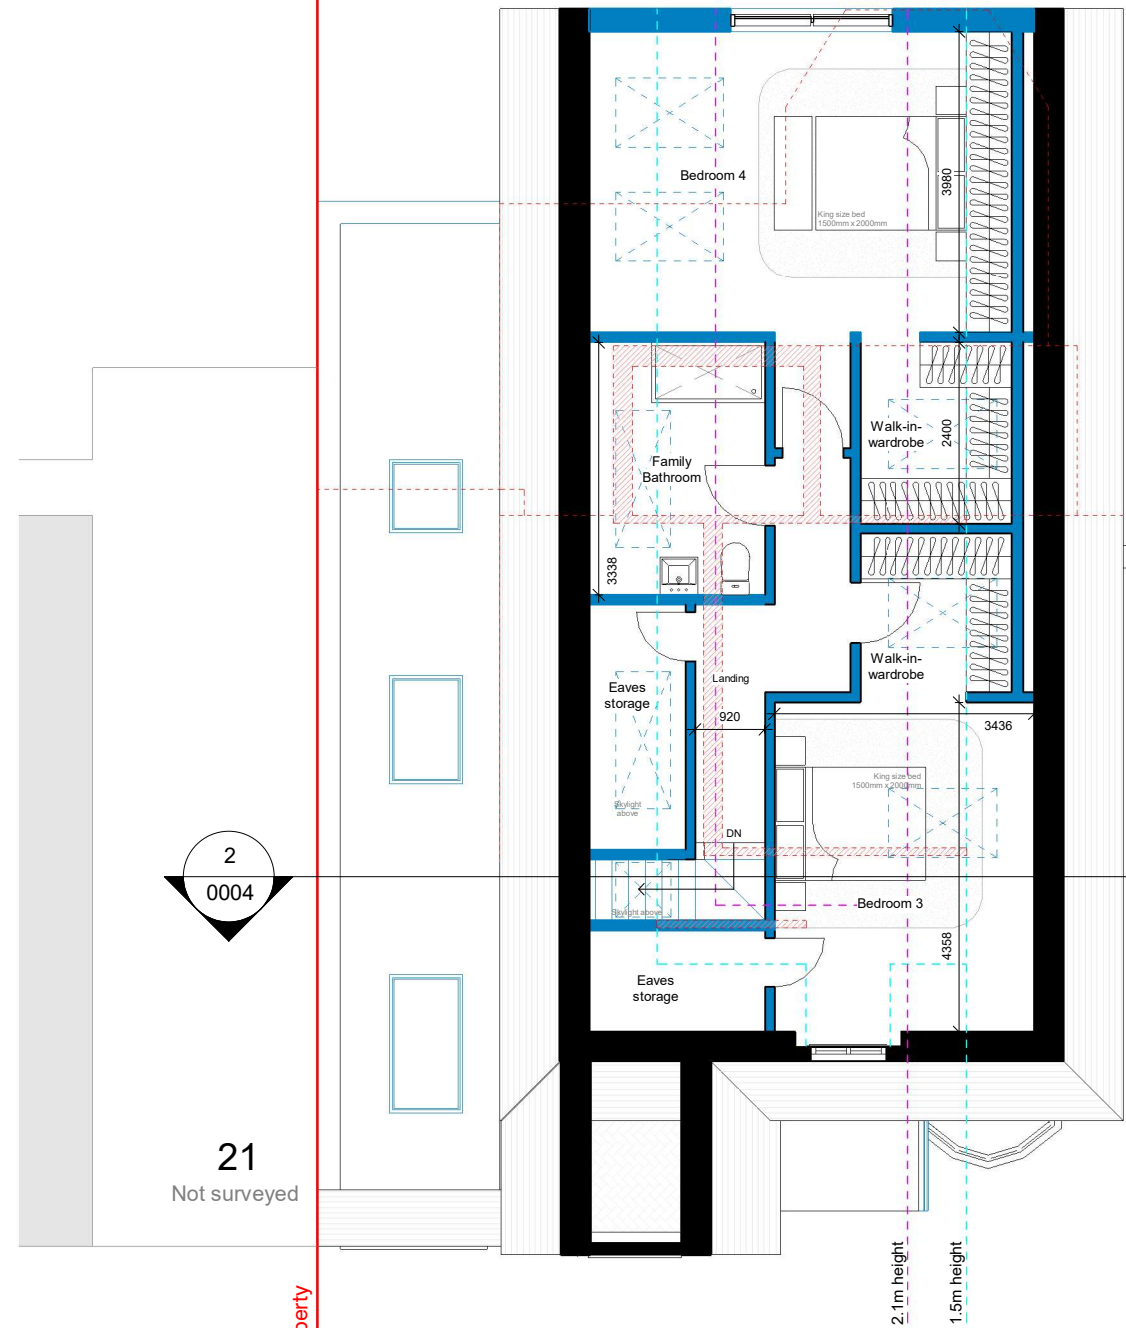 Bedroom 4
3980
King size bed
1500mm x 2000mm
Walk-in-
wardrobe
2400
Family
Bathroom
3338
Landing
Walk-in-
wardrobe
Eaves
storage
920
3436
King size bed
1500mm x 2000mm
Skylight
above
DN
2
0004
Skylight above
Bedroom 3
4358
Eaves
storage
21
Not surveyed
2.1m height
1.5m height